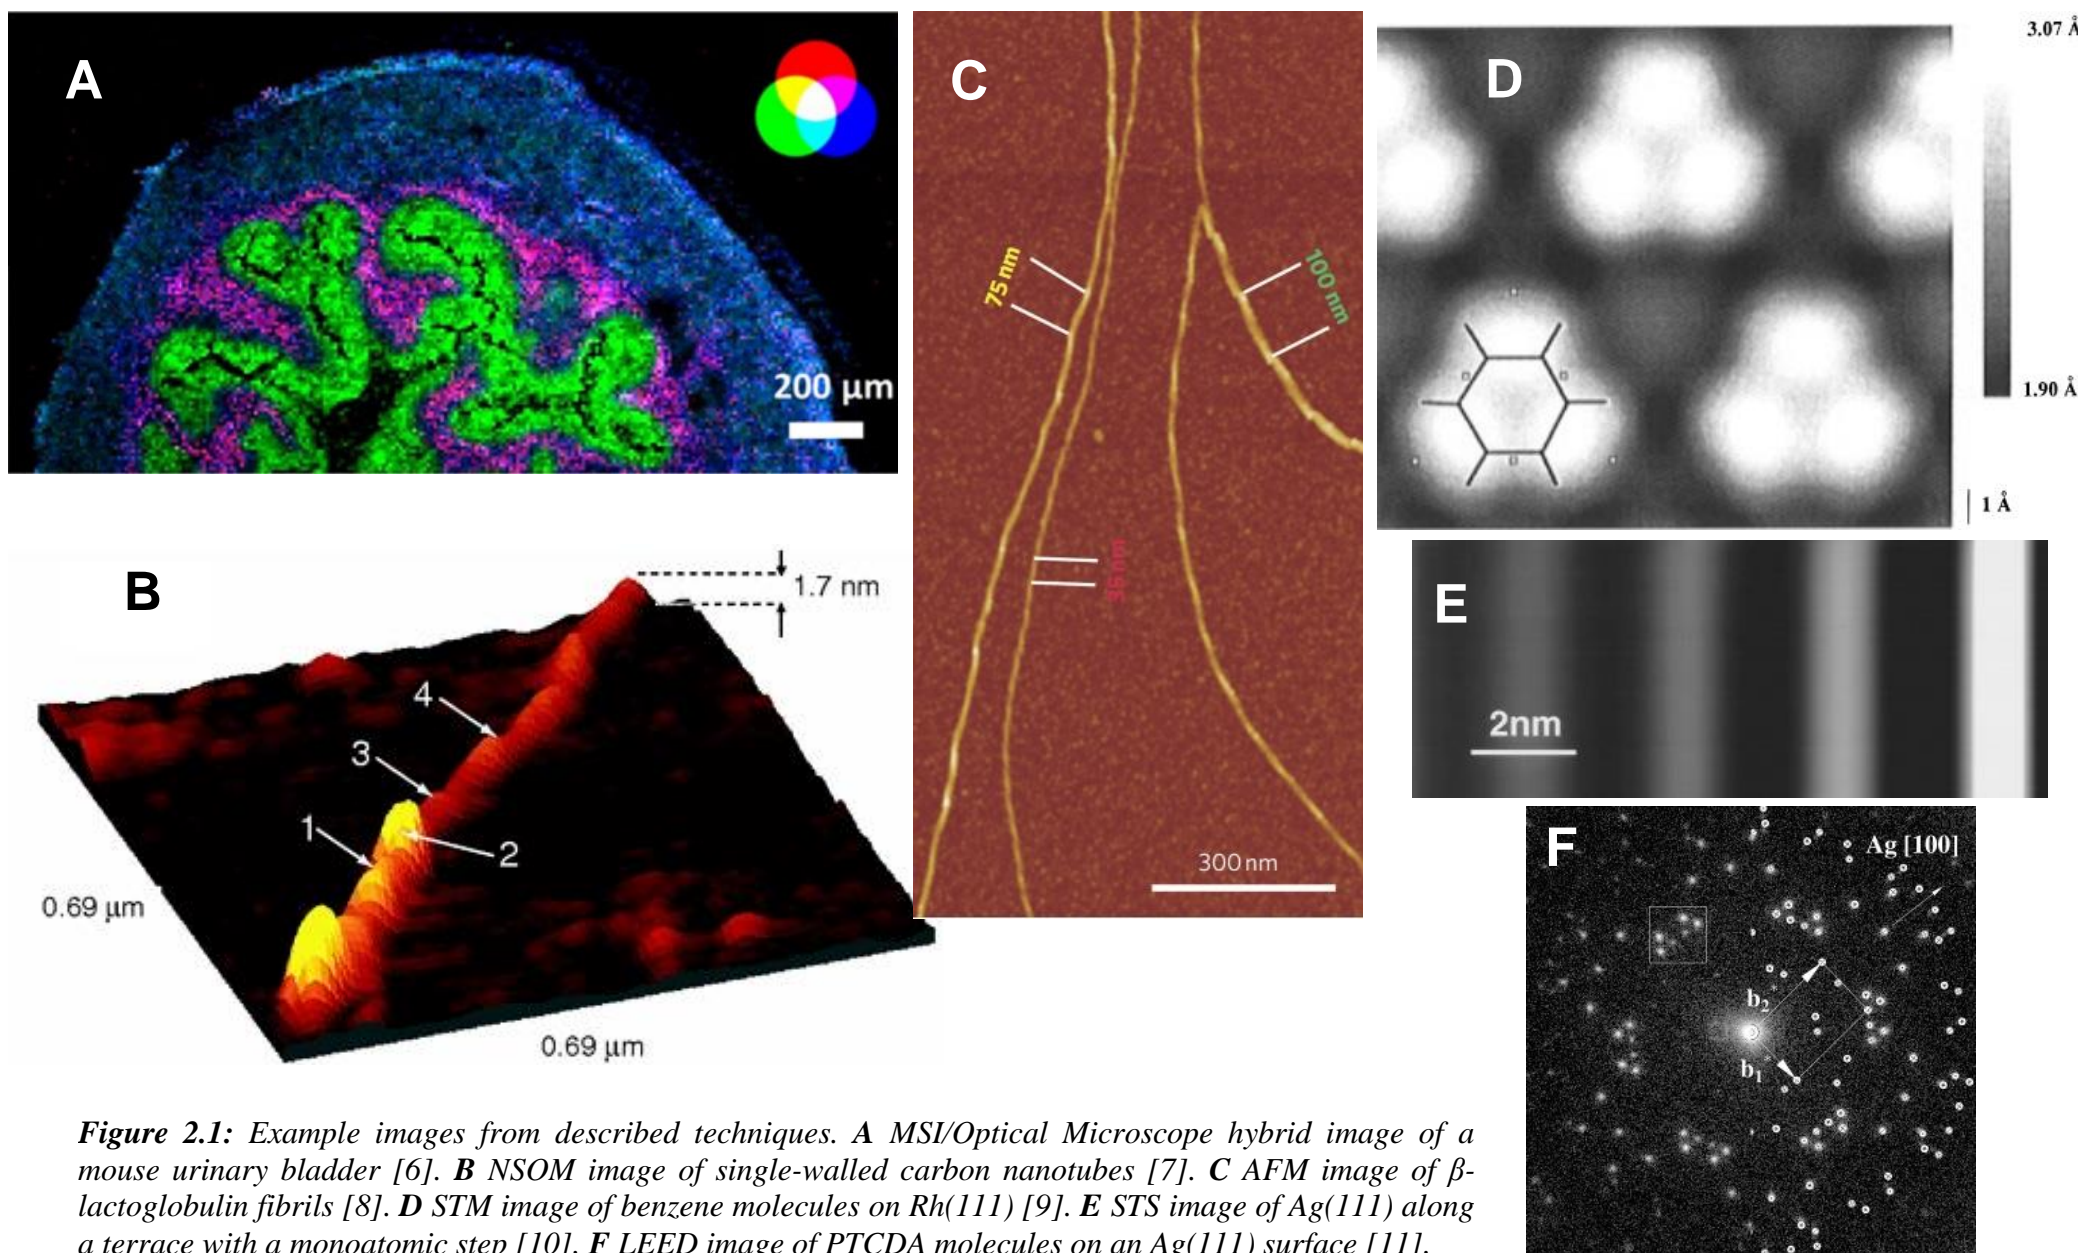 A
200 µm
B
1.7 nm
4
3
1
2
0.69 µm
0.69 µm
C
75 nm
100 nm
35 nm
300 nm
D
3.07 Å
1.90 Å
1 Å
E
2nm
F
Ag [100]
b2
b1
Figure 2.1: Example images from described techniques. A MSI/Optical Microscope hybrid image of a
mouse urinary bladder [6]. B NSOM image of single-walled carbon nanotubes [7]. C AFM image of β-
lactoglobulin fibrils [8]. D STM image of benzene molecules on Rh(111) [9]. E STS image of Ag(111) along
a terrace with a monoatomic step [10]. F LEED image of PTCDA molecules on an Ag(111) surface [11].